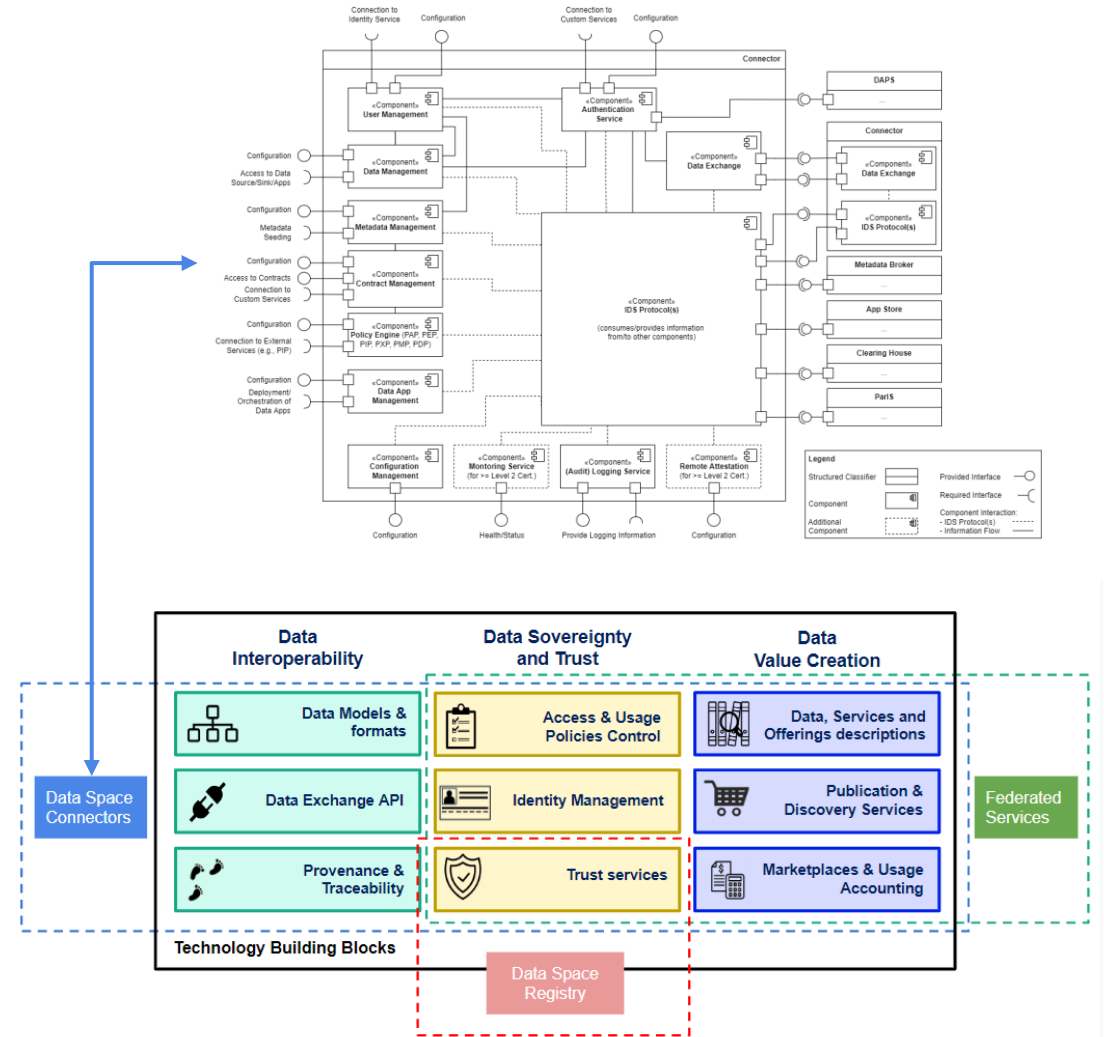 Connection to
Identity Service
Configuration
Connection to
Custom Services
Configuration
Connector
«Component»
User Management
«Component»
Authentication
Service
DAPS
...
Configuration
Access to Data
Source/Sink/Apps
«Component»
Data Management
«Component»
Data Exchange
Connector
«Component»
Data Exchange
Configuration
Metadata
Seeding
«Component»
Metadata Management
«Component»
IDS Protocol(s)
Configuration
Access to Contracts
Connection to
Custom Services
«Component»
Contract Management
Metadata Broker
...
«Component»
IDS Protocol(s)
(consumes/provides information
from/to other components)
App Store
...
Configuration
Connection to External
Services (e.g., PIP)
«Component»
Policy Engine (PAP, PEP,
PIP, PXP, PMP, PDP)
Clearing House
...
Configuration
Deployment/
Orchestration of
Data Apps
«Component»
Data App
Management
ParIS
...
«Component»
Configuration
Management
«Component»
Montoring Service
(for >= Level 2 Cert.)
«Component»
(Audit) Logging Service
«Component»
Remote Attestation
(for >= Level 2 Cert.)
Configuration
Health/Status
Provide Logging Information
Configuration
Legend
Structured Classifier
Component
Additional
Component
Provided Interface
Required Interface
Component Interaction:
- IDS Protocol(s)
- Information Flow
Data
Interoperability
Data Sovereignty
and Trust
Data
Value Creation
Data Models &
formats
Access & Usage
Policies Control
Data, Services and
Offerings descriptions
Data Space
Connectors
Data Exchange API
Identity Management
Publication &
Discovery Services
Federated
Services
Provenance &
Traceability
Trust services
Marketplaces & Usage
Accounting
Technology Building Blocks
Data Space
Registry